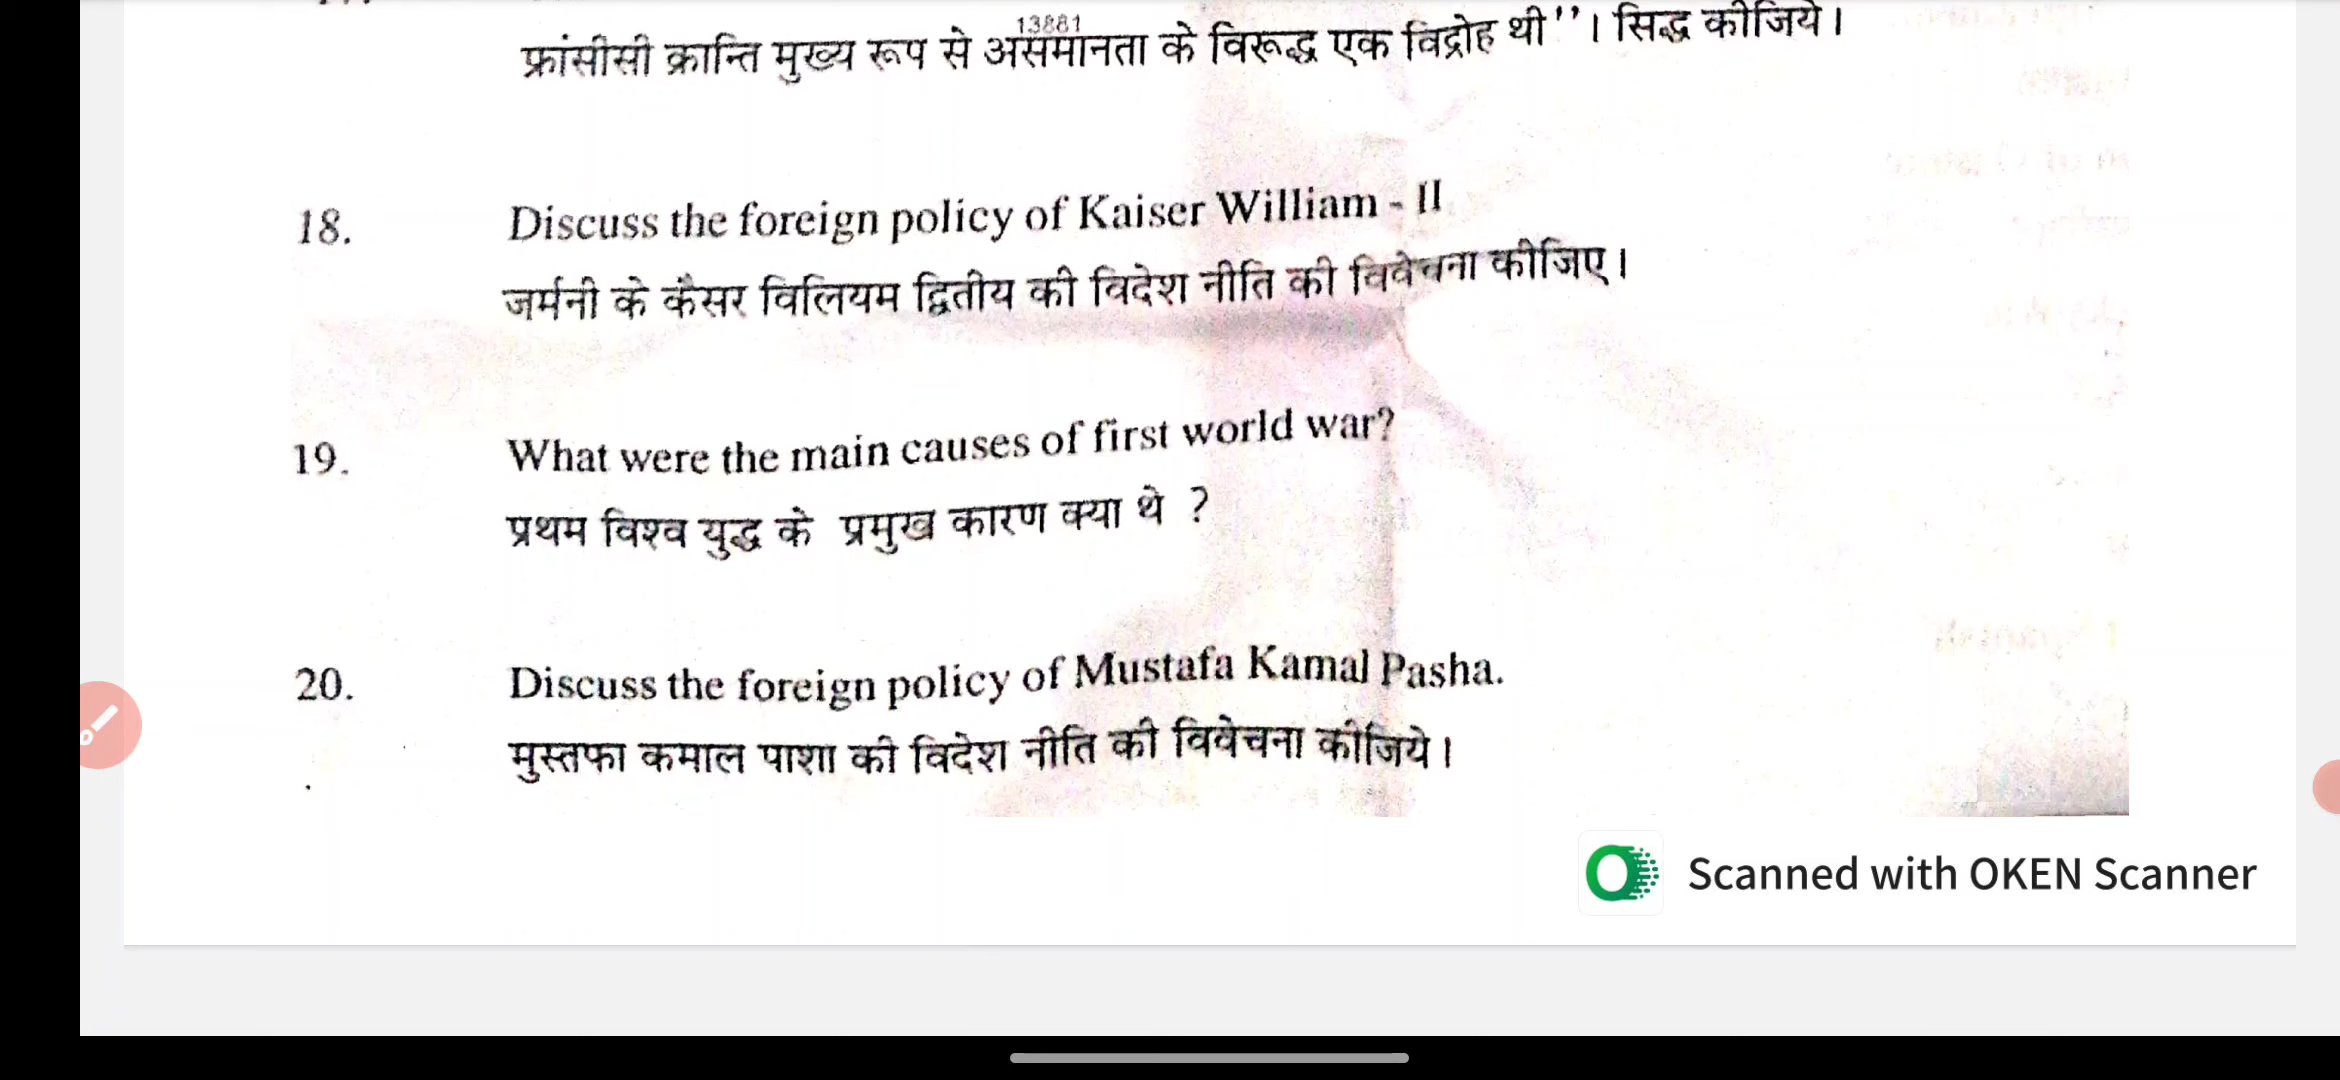 13881
फ्रांसीसी क्रान्ति मुख्य रूप से असमानता के विरूद्ध एक विद्रोह थी’’। सिद्ध कीजिये।
18. Discuss the foreign policy of Kaiser William - II
जर्मनी के कैसर विलियम द्वितीय की विदेश नीति की विवेचना कीजिए।
19. What were the main causes of first world war?
प्रथम विश्व युद्ध के प्रमुख कारण क्या थे ?
20. Discuss the foreign policy of Mustafa Kamal Pasha.
मुस्तफा कमाल पाशा की विदेश नीति की विवेचना कीजिये।
Scanned with OKEN Scanner